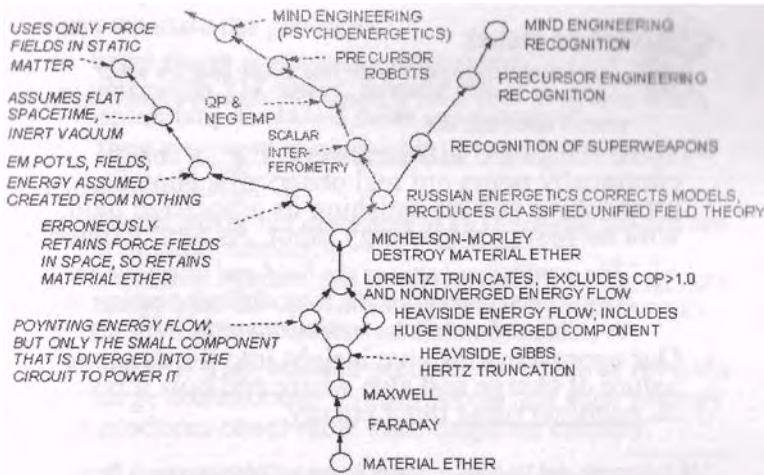 MIND ENGINEERING
(PSYCHOENERGETICS)
PRECURSOR
ROBOTS
QP &
NEG EMP
SCALAR
INTER-
FEROMETRY
USES ONLY FORCE
FIELDS IN STATIC
MATTER
ASSUMES FLAT
SPACETIME,
INERT VACUUM
EM POT'LS, FIELDS,
ENERGY ASSUMED
CREATED FROM NOTHING
ERRONEOUSLY
RETAINS FORCE FIELDS
IN SPACE, SO RETAINS
MATERIAL ETHER
POYNTING ENERGY FLOW;
BUT ONLY THE SMALL COMPONENT
THAT IS DIVERGED INTO THE
CIRCUIT TO POWER IT
MIND ENGINEERING
RECOGNITION
PRECURSOR ENGINEERING
RECOGNITION
RECOGNITION OF SUPERWEAPONS
RUSSIAN ENERGETICS CORRECTS MODELS,
PRODUCES CLASSIFIED UNIFIED FIELD THEORY
MICHELSON-MORLEY
DESTROY MATERIAL ETHER
LORENTZ TRUNCATES, EXCLUDES COP>1.0
AND NONDIVERGED ENERGY FLOW
HEAVISIDE ENERGY FLOW; INCLUDES
HUGE NONDIVERGED COMPONENT
HEAVISIDE, GIBBS,
HERTZ TRUNCATION
MAXWELL
FARADAY
MATERIAL ETHER